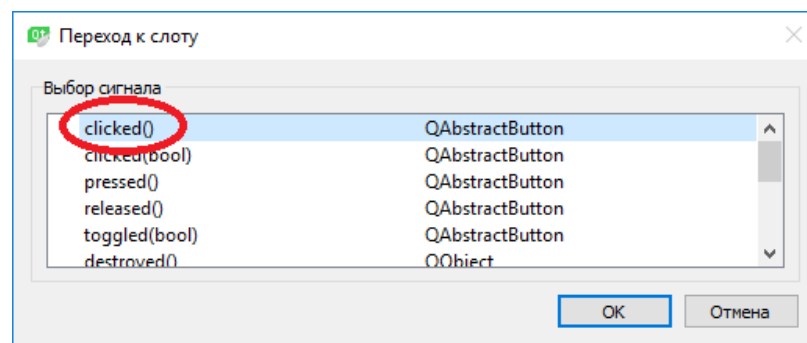 Переход к слоту
Выбор сигнала
clicked() QAbstractButton
clicked(bool) QAbstractButton
pressed() QAbstractButton
released() QAbstractButton
toggled(bool) QAbstractButton
destroyed() QObject
OK Отмена